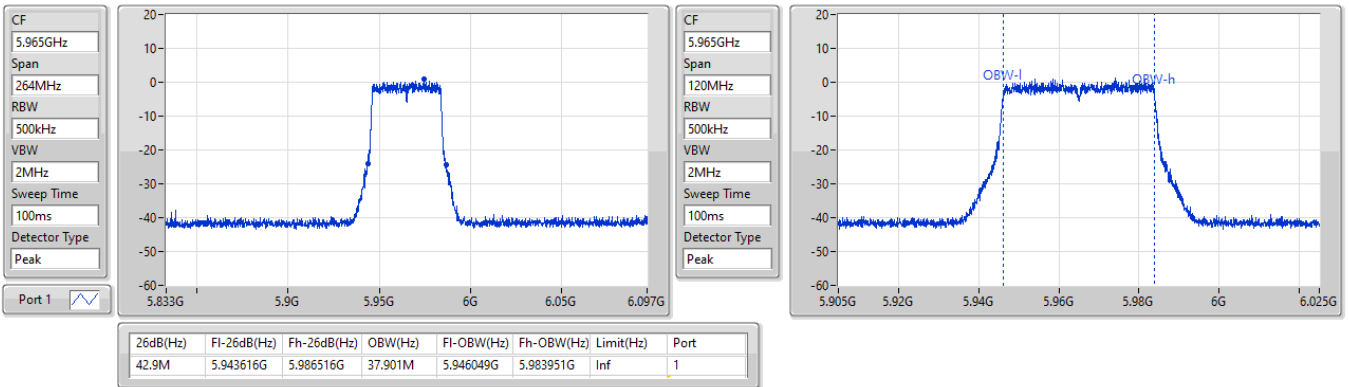 CF
5.965GHz
Span
264MHz
RBW
500kHz
VBW
2MHz
Sweep Time
100ms
Detector Type
Peak
Port 1
20
10
0
-10
-20
-30
-40
-50
-60
5.833G 5.9G 5.95G 6G 6.05G 6.097G
CF
5.965GHz
Span
120MHz
RBW
500kHz
VBW
2MHz
Sweep Time
100ms
Detector Type
Peak
20
10
0
-10
-20
-30
-40
-50
-60
OBW-l OBW-h
5.905G 5.92G 5.94G 5.96G 5.98G 6G 6.025G
26dB(Hz) Fl-26dB(Hz) Fh-26dB(Hz) OBW(Hz) Fl-OBW(Hz) Fh-OBW(Hz) Limit(Hz) Port
42.9M 5.943616G 5.986516G 37.901M 5.946049G 5.983951G Inf 1